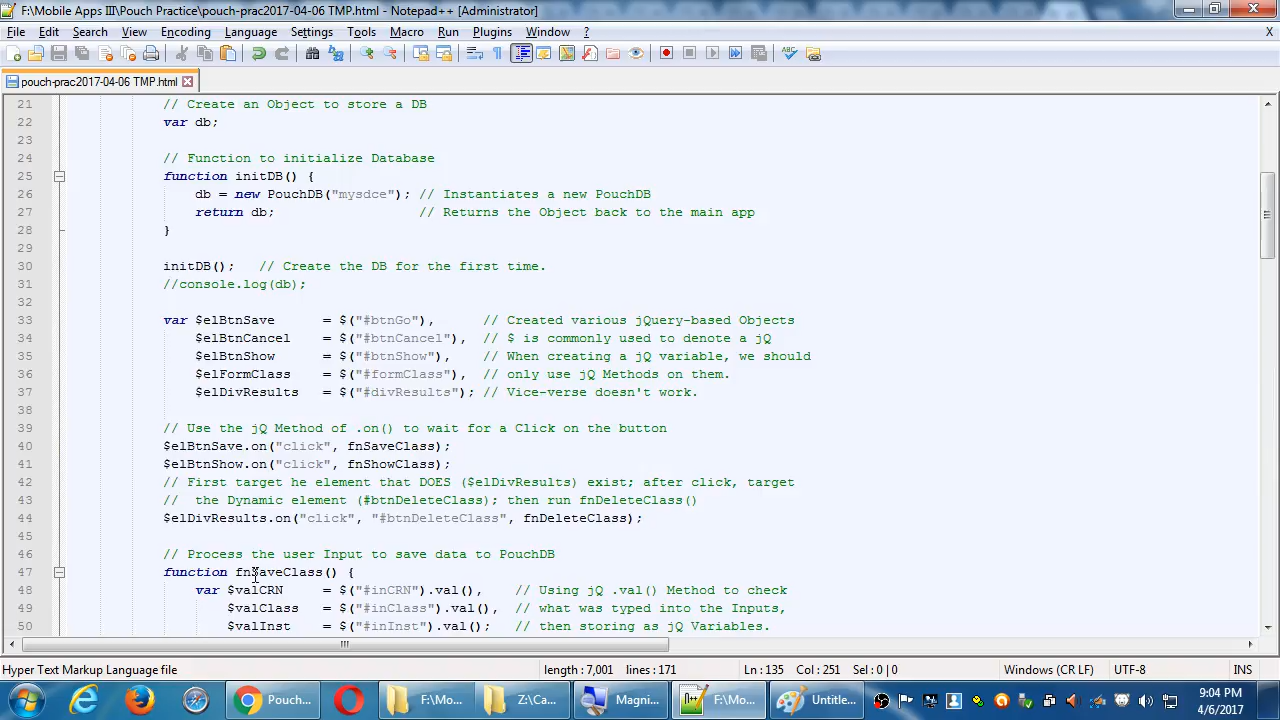 F:\Mobile Apps III\Pouch Practice\pouch-prac2017-04-06 TMP.html - Notepad++ [Administrator]
File Edit Search View Encoding Language Settings Tools Macro Run Plugins Window ? X
pouch-prac2017-04-06 TMP.html
21 // Create an Object to store a DB
22 var db;
23
24 // Function to initialize Database
25 function initDB() {
26 db = new PouchDB("mysdce"); // Instantiates a new PouchDB
27 return db; // Returns the Object back to the main app
28 }
29
30 initDB(); // Create the DB for the first time.
31 //console.log(db);
32
33 var $elBtnSave = $("#btnGo"), // Created various jQuery-based Objects
34 $elBtnCancel = $("#btnCancel"), // $ is commonly used to denote a jQ
35 $elBtnShow = $("#btnShow"), // When creating a jQ variable, we should
36 $elFormClass = $("#formClass"), // only use jQ Methods on them.
37 $elDivResults = $("#divResults"); // Vice-verse doesn't work.
38
39 // Use the jQ Method of .on() to wait for a Click on the button
40 $elBtnSave.on("click", fnSaveClass);
41 $elBtnShow.on("click", fnShowClass);
42 // First target he element that DOES ($elDivResults) exist; after click, target
43 // the Dynamic element (#btnDeleteClass); then run fnDeleteClass()
44 $elDivResults.on("click", "#btnDeleteClass", fnDeleteClass);
45
46 // Process the user Input to save data to PouchDB
47 function fnSaveClass() {
48 var $valCRN = $("#inCRN").val(), // Using jQ .val() Method to check
49 $valClass = $("#inClass").val(), // what was typed into the Inputs,
50 $valInst = $("#inInst").val(); // then storing as jQ Variables.
Hyper Text Markup Language file length : 7,001 lines : 171 Ln : 135 Col : 251 Sel : 0 | 0 Windows (CR LF) UTF-8 INS
Pouch... F:\Mo... Z:\Ca... Magni... F:\Mo... Untitle... 9:04 PM
4/6/2017